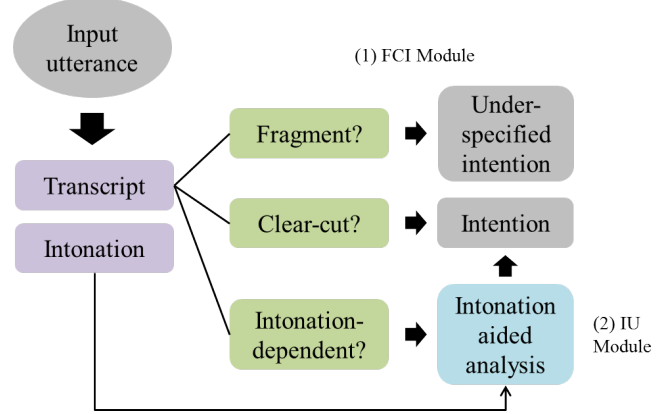 Input
utterance
(1) FCI Module
Fragment?
Under-
specified
intention
Transcript
Clear-cut?
Intention
Intonation
Intonation-
dependent?
Intonation
aided
analysis
(2) IU
Module